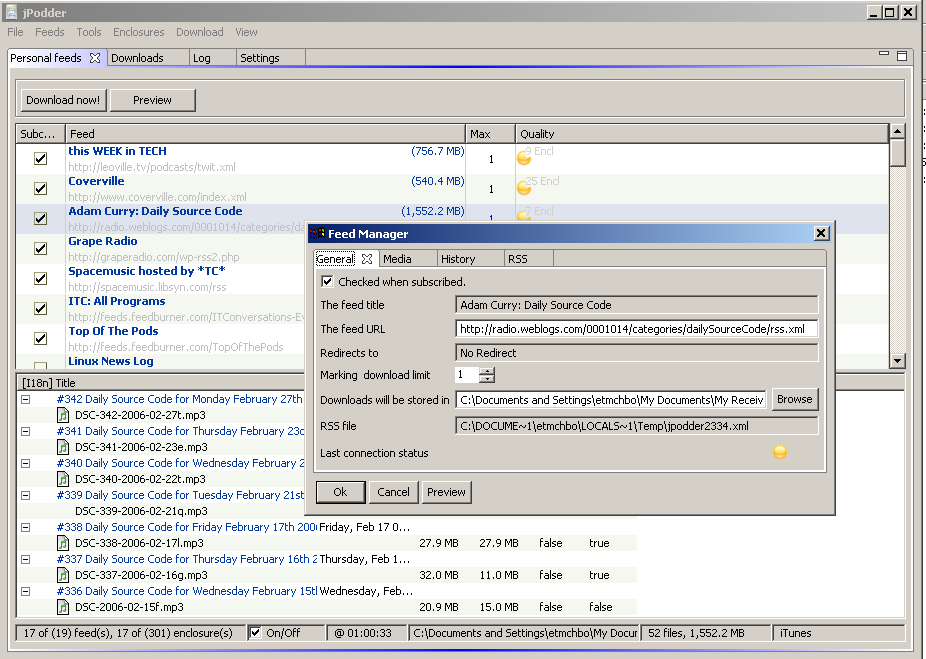 jPodder
File Feeds Tools Enclosures Download View
Personal feeds Downloads Log Settings
Download now! Preview
Subc... Feed Max Quality
this WEEK in TECH (756.7 MB) 1 9 Encl
http://leoville.tv/podcasts/twit.xml
Coverville (540.4 MB) 1 25 Encl
http://www.coverville.com/index.xml
Adam Curry: Daily Source Code (1,552.2 MB) 1 7 Encl
http://radio.weblogs.com/0001014/categories/da
Grape Radio
http://graperadio.com/wp-rss2.php
Spacemusic hosted by *TC*
http://spacemusic.libsyn.com/rss
ITC: All Programs
http://feeds.feedburner.com/ITConversations-Ev
Top Of The Pods
http://feeds.feedburner.com/TopOfThePods
Linux News Log
Feed Manager
General Media History RSS
Checked when subscribed.
The feed title Adam Curry: Daily Source Code
The feed URL http://radio.weblogs.com/0001014/categories/dailySourceCode/rss.xml
Redirects to No Redirect
Marking download limit 1
Downloads will be stored in C:\Documents and Settings\etmchbo\My Documents\My Receiv Browse
RSS file C:\DOCUME~1\etmchbo\LOCALS~1\Temp\jpodder2334.xml
Last connection status
Ok Cancel Preview
[I18n] Title
#342 Daily Source Code for Monday February 27th
DSC-342-2006-02-27t.mp3
#341 Daily Source Code for Thursday February 23r
DSC-341-2006-02-23e.mp3
#340 Daily Source Code for Wednesday February 2
DSC-340-2006-02-22t.mp3
#339 Daily Source Code for Tuesday February 21st
DSC-339-2006-02-21q.mp3
#338 Daily Source Code for Friday February 17th 200 Friday, Feb 17 0...
DSC-338-2006-02-17l.mp3 27.9 MB 27.9 MB false true
#337 Daily Source Code for Thursday February 16th 2 Thursday, Feb 1...
DSC-337-2006-02-16g.mp3 32.0 MB 11.0 MB false true
#336 Daily Source Code for Wednesday February 15th Wednesday, Feb...
DSC-2006-02-15f.mp3 20.9 MB 15.0 MB false false
17 of (19) feed(s), 17 of (301) enclosure(s) On/Off @ 01:00:33 C:\Documents and Settings\etmchbo\My Docur 52 files, 1,552.2 MB iTunes